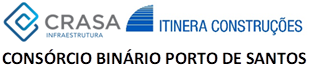 CRASA
INFRAESTRUTURA
ITINERA CONSTRUÇÕES
CONSÓRCIO BINÁRIO PORTO DE SANTOS